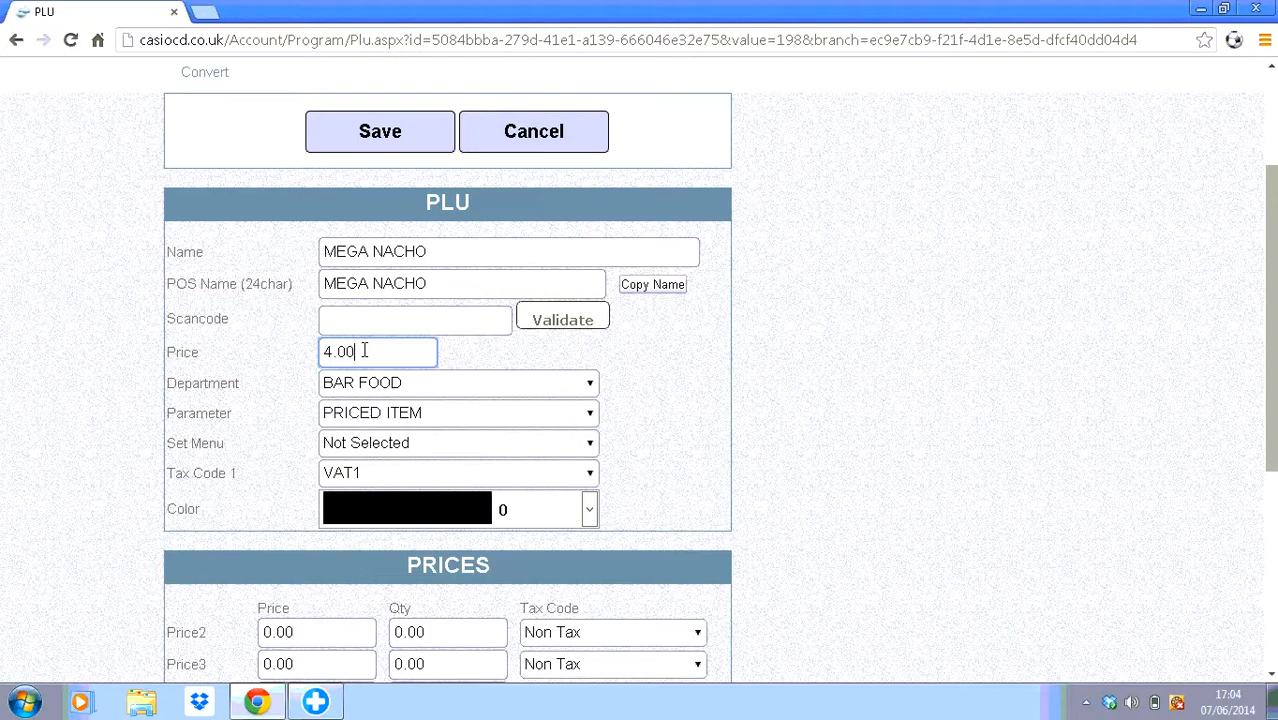 PLU
casiocd.co.uk/Account/Program/Plu.aspx?id=5084bbba-279d-41e1-a139-666046e32e75&value=198&branch=ec9e7cb9-f21f-4d1e-8e5d-dfcf40dd04d4
Convert
Save Cancel
PLU
Name MEGA NACHO
POS Name (24char) MEGA NACHO Copy Name
Scancode Validate
Price 4.00
Department BAR FOOD
Parameter PRICED ITEM
Set Menu Not Selected
Tax Code 1 VAT1
Color 0
PRICES
Price Qty Tax Code
Price2 0.00 0.00 Non Tax
Price3 0.00 0.00 Non Tax
17:04
07/06/2014